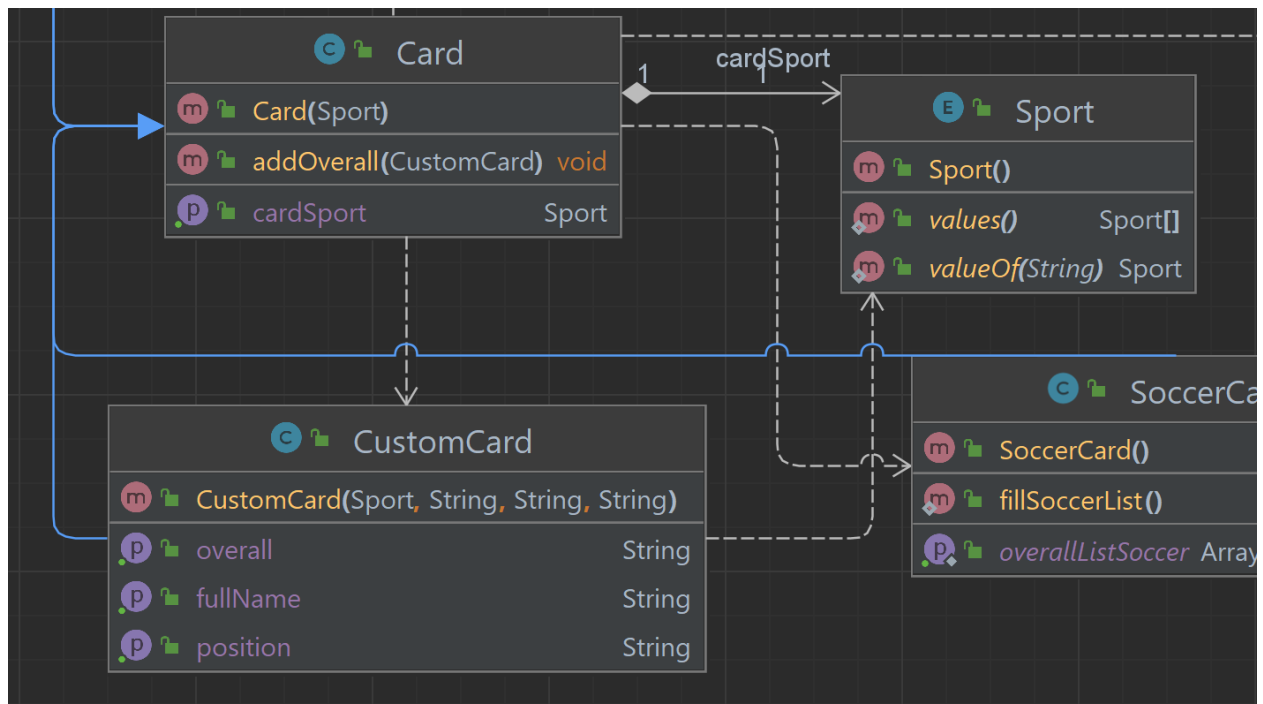 C Card
m Card(Sport)
m addOverall(CustomCard) void
p cardSport Sport
1 cardSport 1
E Sport
m Sport()
m values() Sport[]
m valueOf(String) Sport
C CustomCard
m CustomCard(Sport, String, String, String)
p overall String
p fullName String
p position String
C SoccerCa
m SoccerCard()
m fillSoccerList()
p overallListSoccer Array